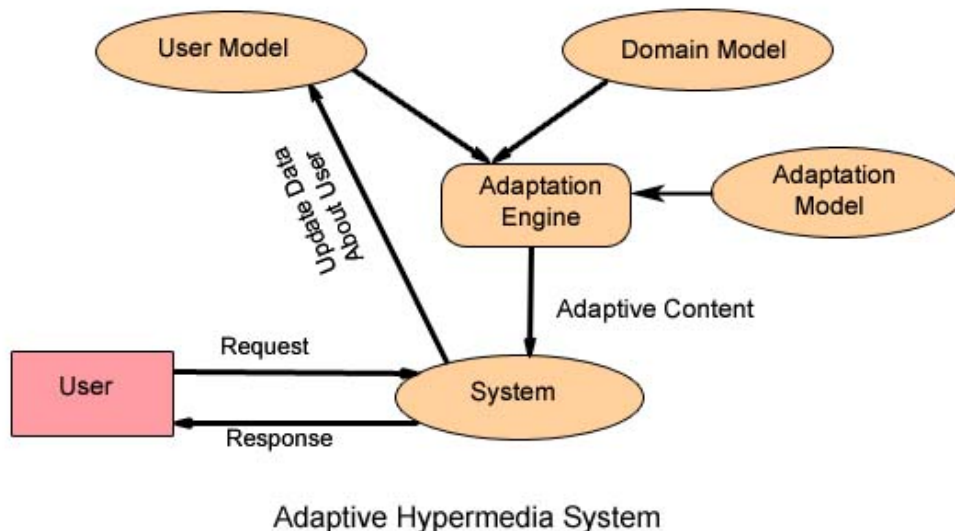 User Model
Domain Model
Update Data
About User
Adaptation
Engine
Adaptation
Model
Adaptive Content
Request
User
System
Response
Adaptive Hypermedia System